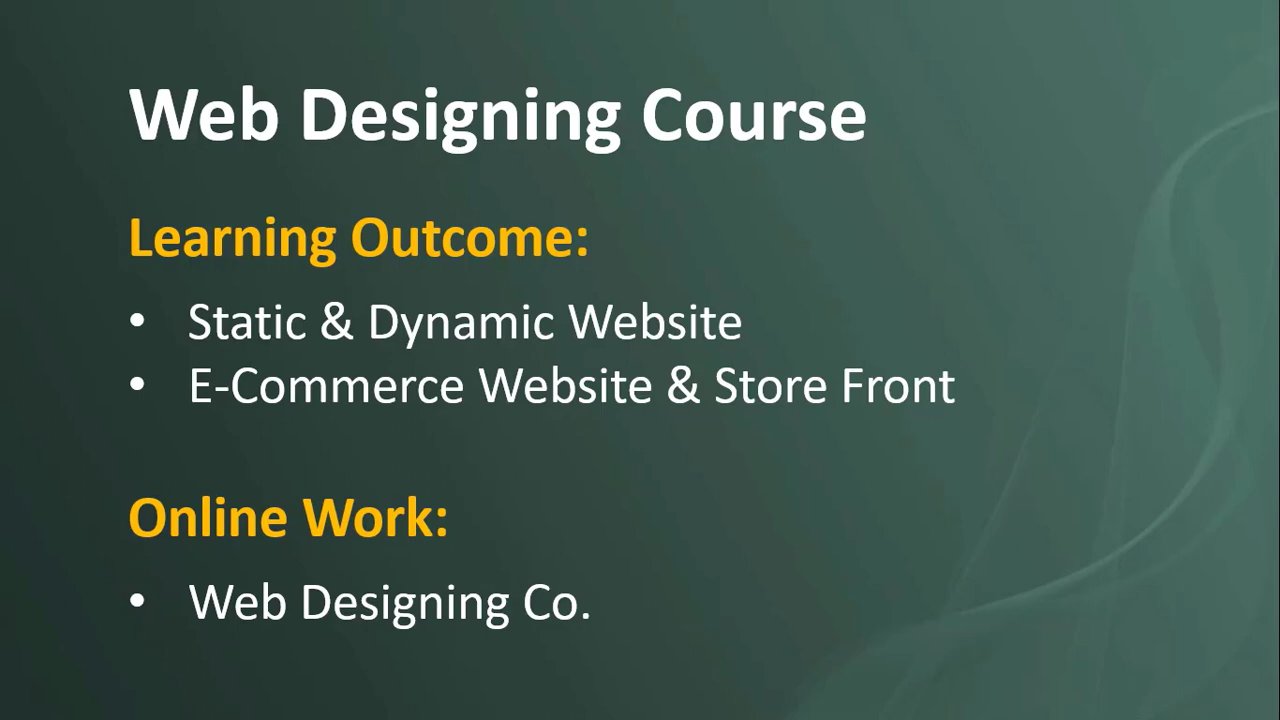 Web Designing Course
Learning Outcome:
• Static & Dynamic Website
• E-Commerce Website & Store Front
Online Work:
• Web Designing Co.